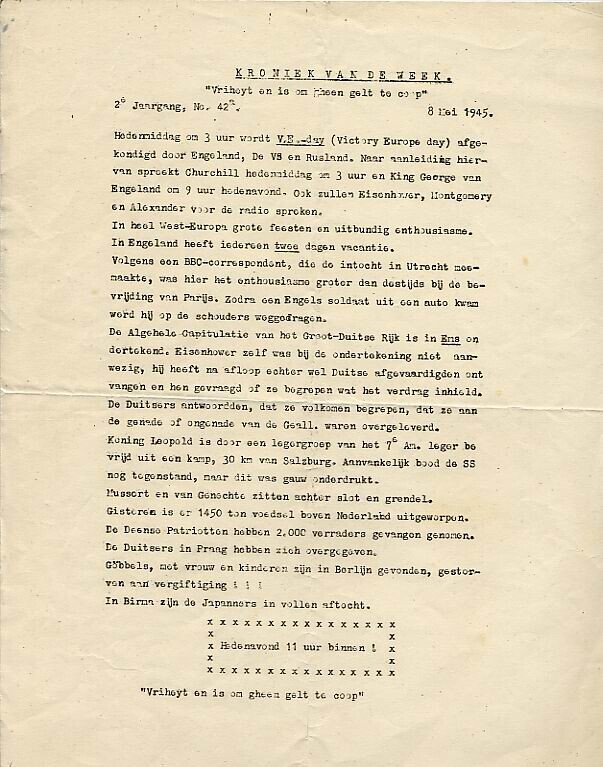 KRONIEK VAN DE WEEK.
"Vriheyt en is om gheen gelt te coop"
2e Jaargang, No. 42a.
8 Mei 1945.
Hedenmiddag om 3 uur wordt V.E.-day (Victory Europe day) afge-
kondigd door Engeland, De VS en Rusland. Naar aanleiding hier-
van spreekt Churchill hedenmiddag om 3 uur en King George van
Engeland om 9 uur hedenavond. Ook zullen Eisenhower, Montgomery
en Alexander voor de radio spreken.
In heel West-Europa grote feesten en uitbundig enthousiasme.
In Engeland heeft iedereen twee dagen vacantie.
Volgens een BBC-correspondent, die de intocht in Utrecht mee-
maakte, was hier het enthousiasme groter dan destijds bij de be-
vrijding van Parijs. Zodra een Engels soldaat uit een auto kwam
werd hij op de schouders weggedragen.
De Algehele Capitulatie van het Groot-Duitse Rijk is in Ems on
dertekend. Eisenhower zelf was bij de ondertekening niet aan-
wezig, hij heeft na afloop echter wel Duitse afgevaardigden ont
vangen en hen gevraagd of ze begrepen wat het verdrag inhield.
De Duitsers antwoordden, dat ze volkomen begrepen, dat ze aan
de genade of ongenade van de Geall. waren overgeleverd.
Koning Leopold is door een legergroep van het 7e Am. leger be
vrijd uit een kamp, 30 km van Salzburg. Aanvankelijk bood de SS
nog tegenstand, maar dit was gauw onderdrukt.
Mussert en van Genechte zitten achter slot en grendel.
Gisteren is er 1450 ton voedsel boven Nederland uitgeworpen.
De Deense Patriotten hebben 2.000 verraders gevangen genomen.
De Duitsers in Praag hebben zich overgegeven.
Göbbels, met vrouw en kinderen zijn in Berlijn gevonden, gestor-
ven aan vergiftiging ! ! !
In Birma zijn de Japanners in vollen aftocht.
x x x x x x x x x x x x x x x x
x x
x Hedenavond 11 uur binnen ! x
x x
x x x x x x x x x x x x x x x x
"Vriheyt en is om gheen gelt te coop"